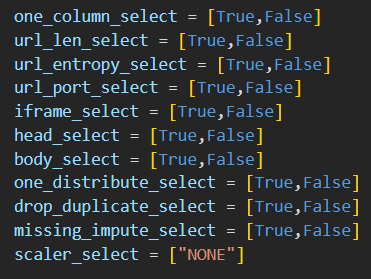 one_column_select = [True,False]
url_len_select = [True,False]
url_entropy_select = [True,False]
url_port_select = [True,False]
iframe_select = [True,False]
head_select = [True,False]
body_select = [True,False]
one_distribute_select = [True,False]
drop_duplicate_select = [True,False]
missing_impute_select = [True,False]
scaler_select = ["NONE"]